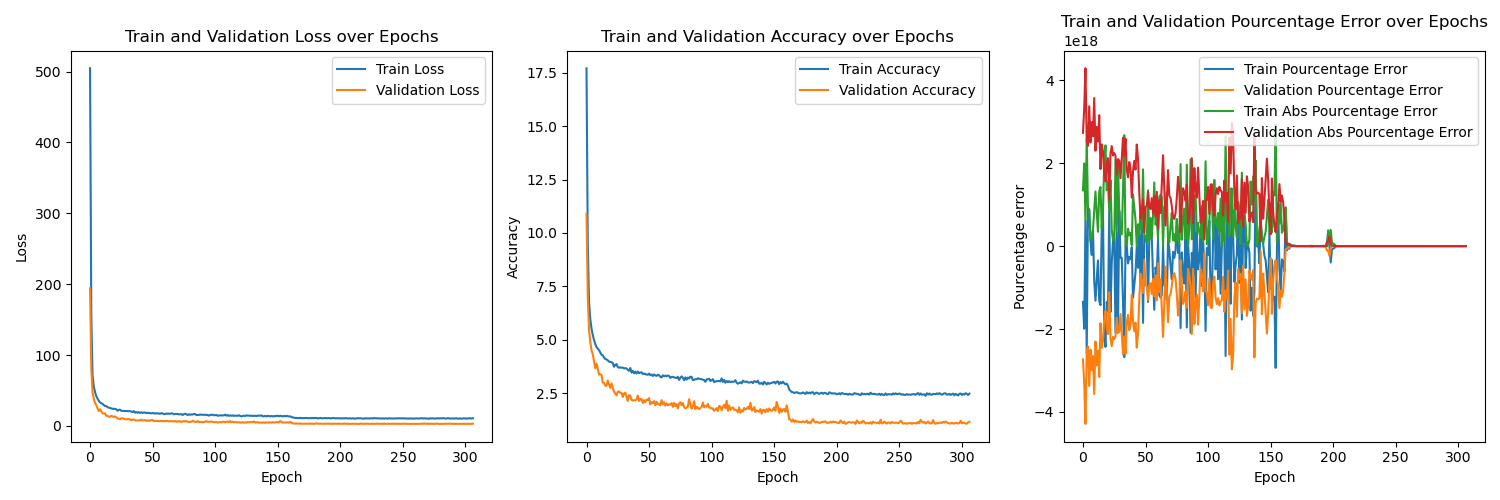 Train and Validation Loss over Epochs
Loss
500
400
300
200
100
0
Train Loss
Validation Loss
0 50 100 150 200 250 300
Epoch
Train and Validation Accuracy over Epochs
Accuracy
17.5
15.0
12.5
10.0
7.5
5.0
2.5
Train Accuracy
Validation Accuracy
0 50 100 150 200 250 300
Epoch
Train and Validation Pourcentage Error over Epochs
1e18
Pourcentage error
4
2
0
−2
−4
Train Pourcentage Error
Validation Pourcentage Error
Train Abs Pourcentage Error
Validation Abs Pourcentage Error
0 50 100 150 200 250 300
Epoch